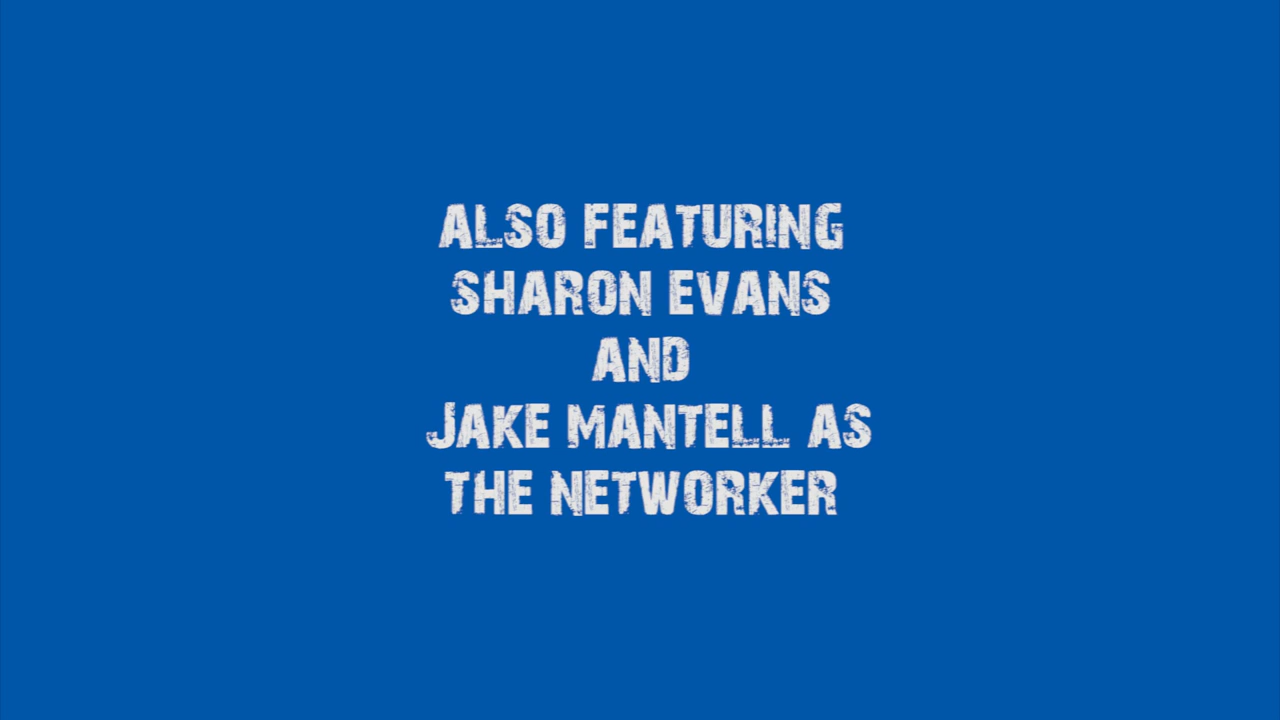 ALSO FEATURING
SHARON EVANS
AND
JAKE MANTELL AS
THE NETWORKER